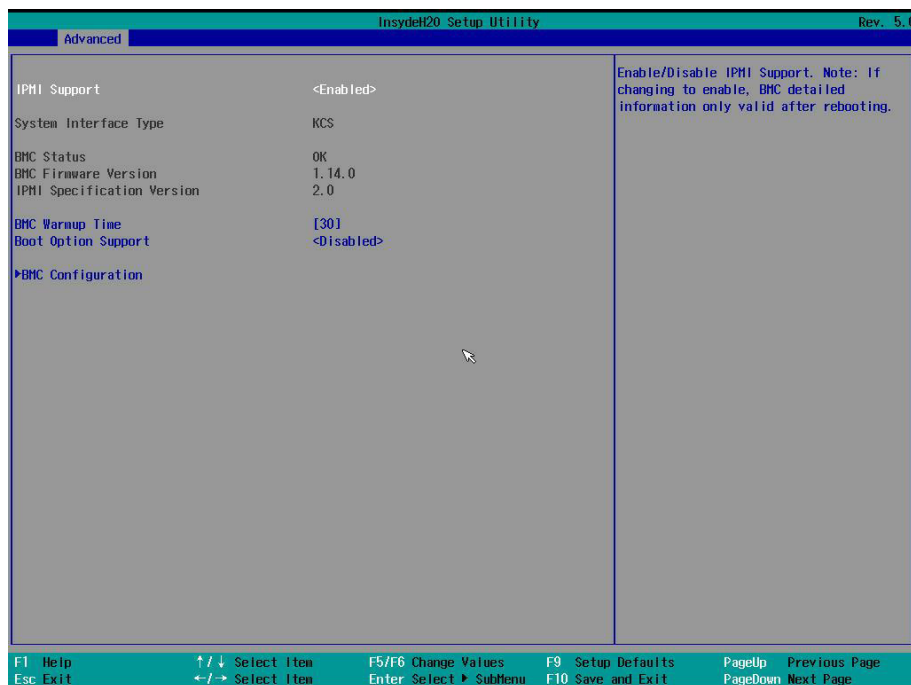 InsydeH20 Setup Utility Rev. 5.0
Advanced
IPMI Support <Enabled>
System Interface Type KCS
BMC Status OK
BMC Firmware Version 1.14.0
IPMI Specification Version 2.0
BMC Warmup Time [30]
Boot Option Support <Disabled>
▶BMC Configuration
Enable/Disable IPMI Support. Note: If
changing to enable, BMC detailed
information only valid after rebooting.
F1 Help ↑/↓ Select Item F5/F6 Change Values F9 Setup Defaults PageUp Previous Page
Esc Exit ←/→ Select Item Enter Select ▶ SubMenu F10 Save and Exit PageDown Next Page